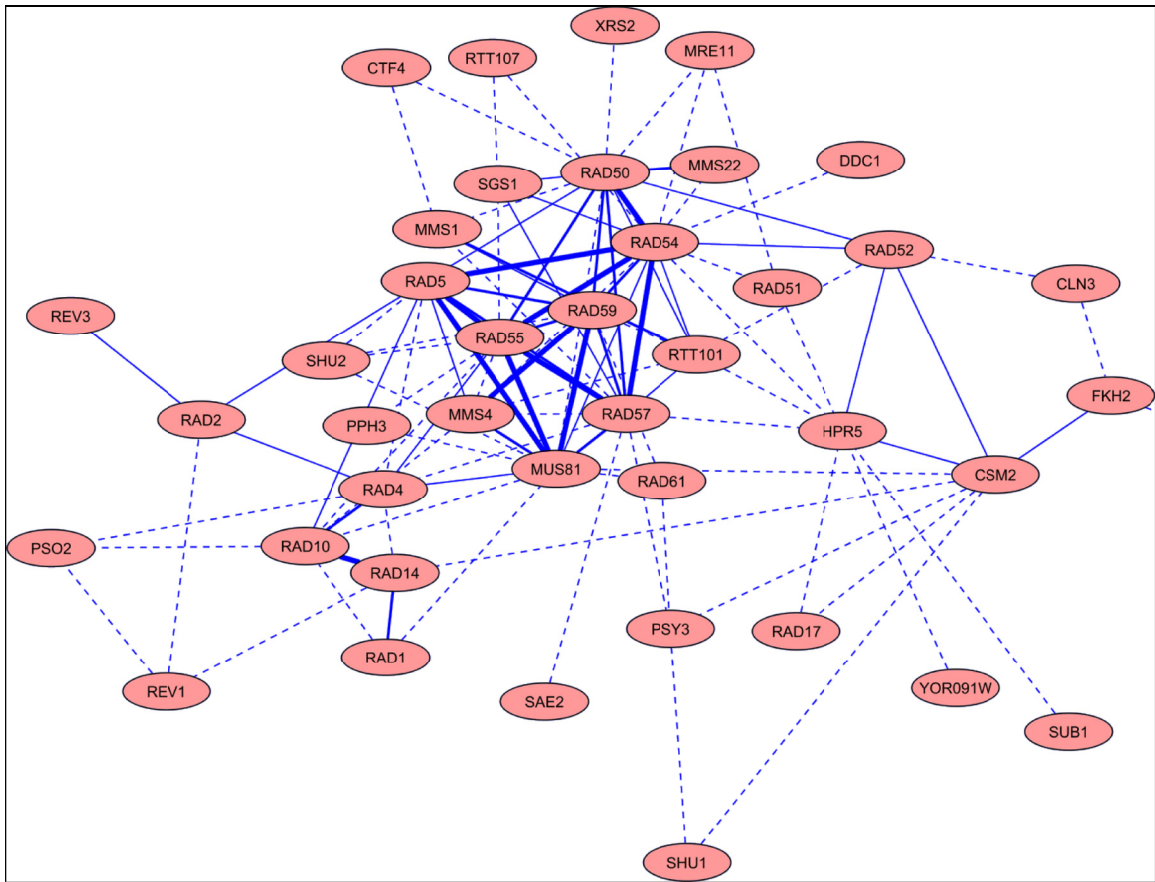 XRS2
MRE11
RTT107
CTF4
DDC1
MMS22
RAD50
SGS1
MMS1
RAD54
RAD52
RAD5
RAD51
CLN3
RAD59
REV3
RAD55
RTT101
SHU2
FKH2
MMS4
RAD57
RAD2
PPH3
HPR5
MUS81
CSM2
RAD61
RAD4
RAD10
PSO2
RAD14
PSY3
RAD17
RAD1
YOR091W
REV1
SAE2
SUB1
SHU1